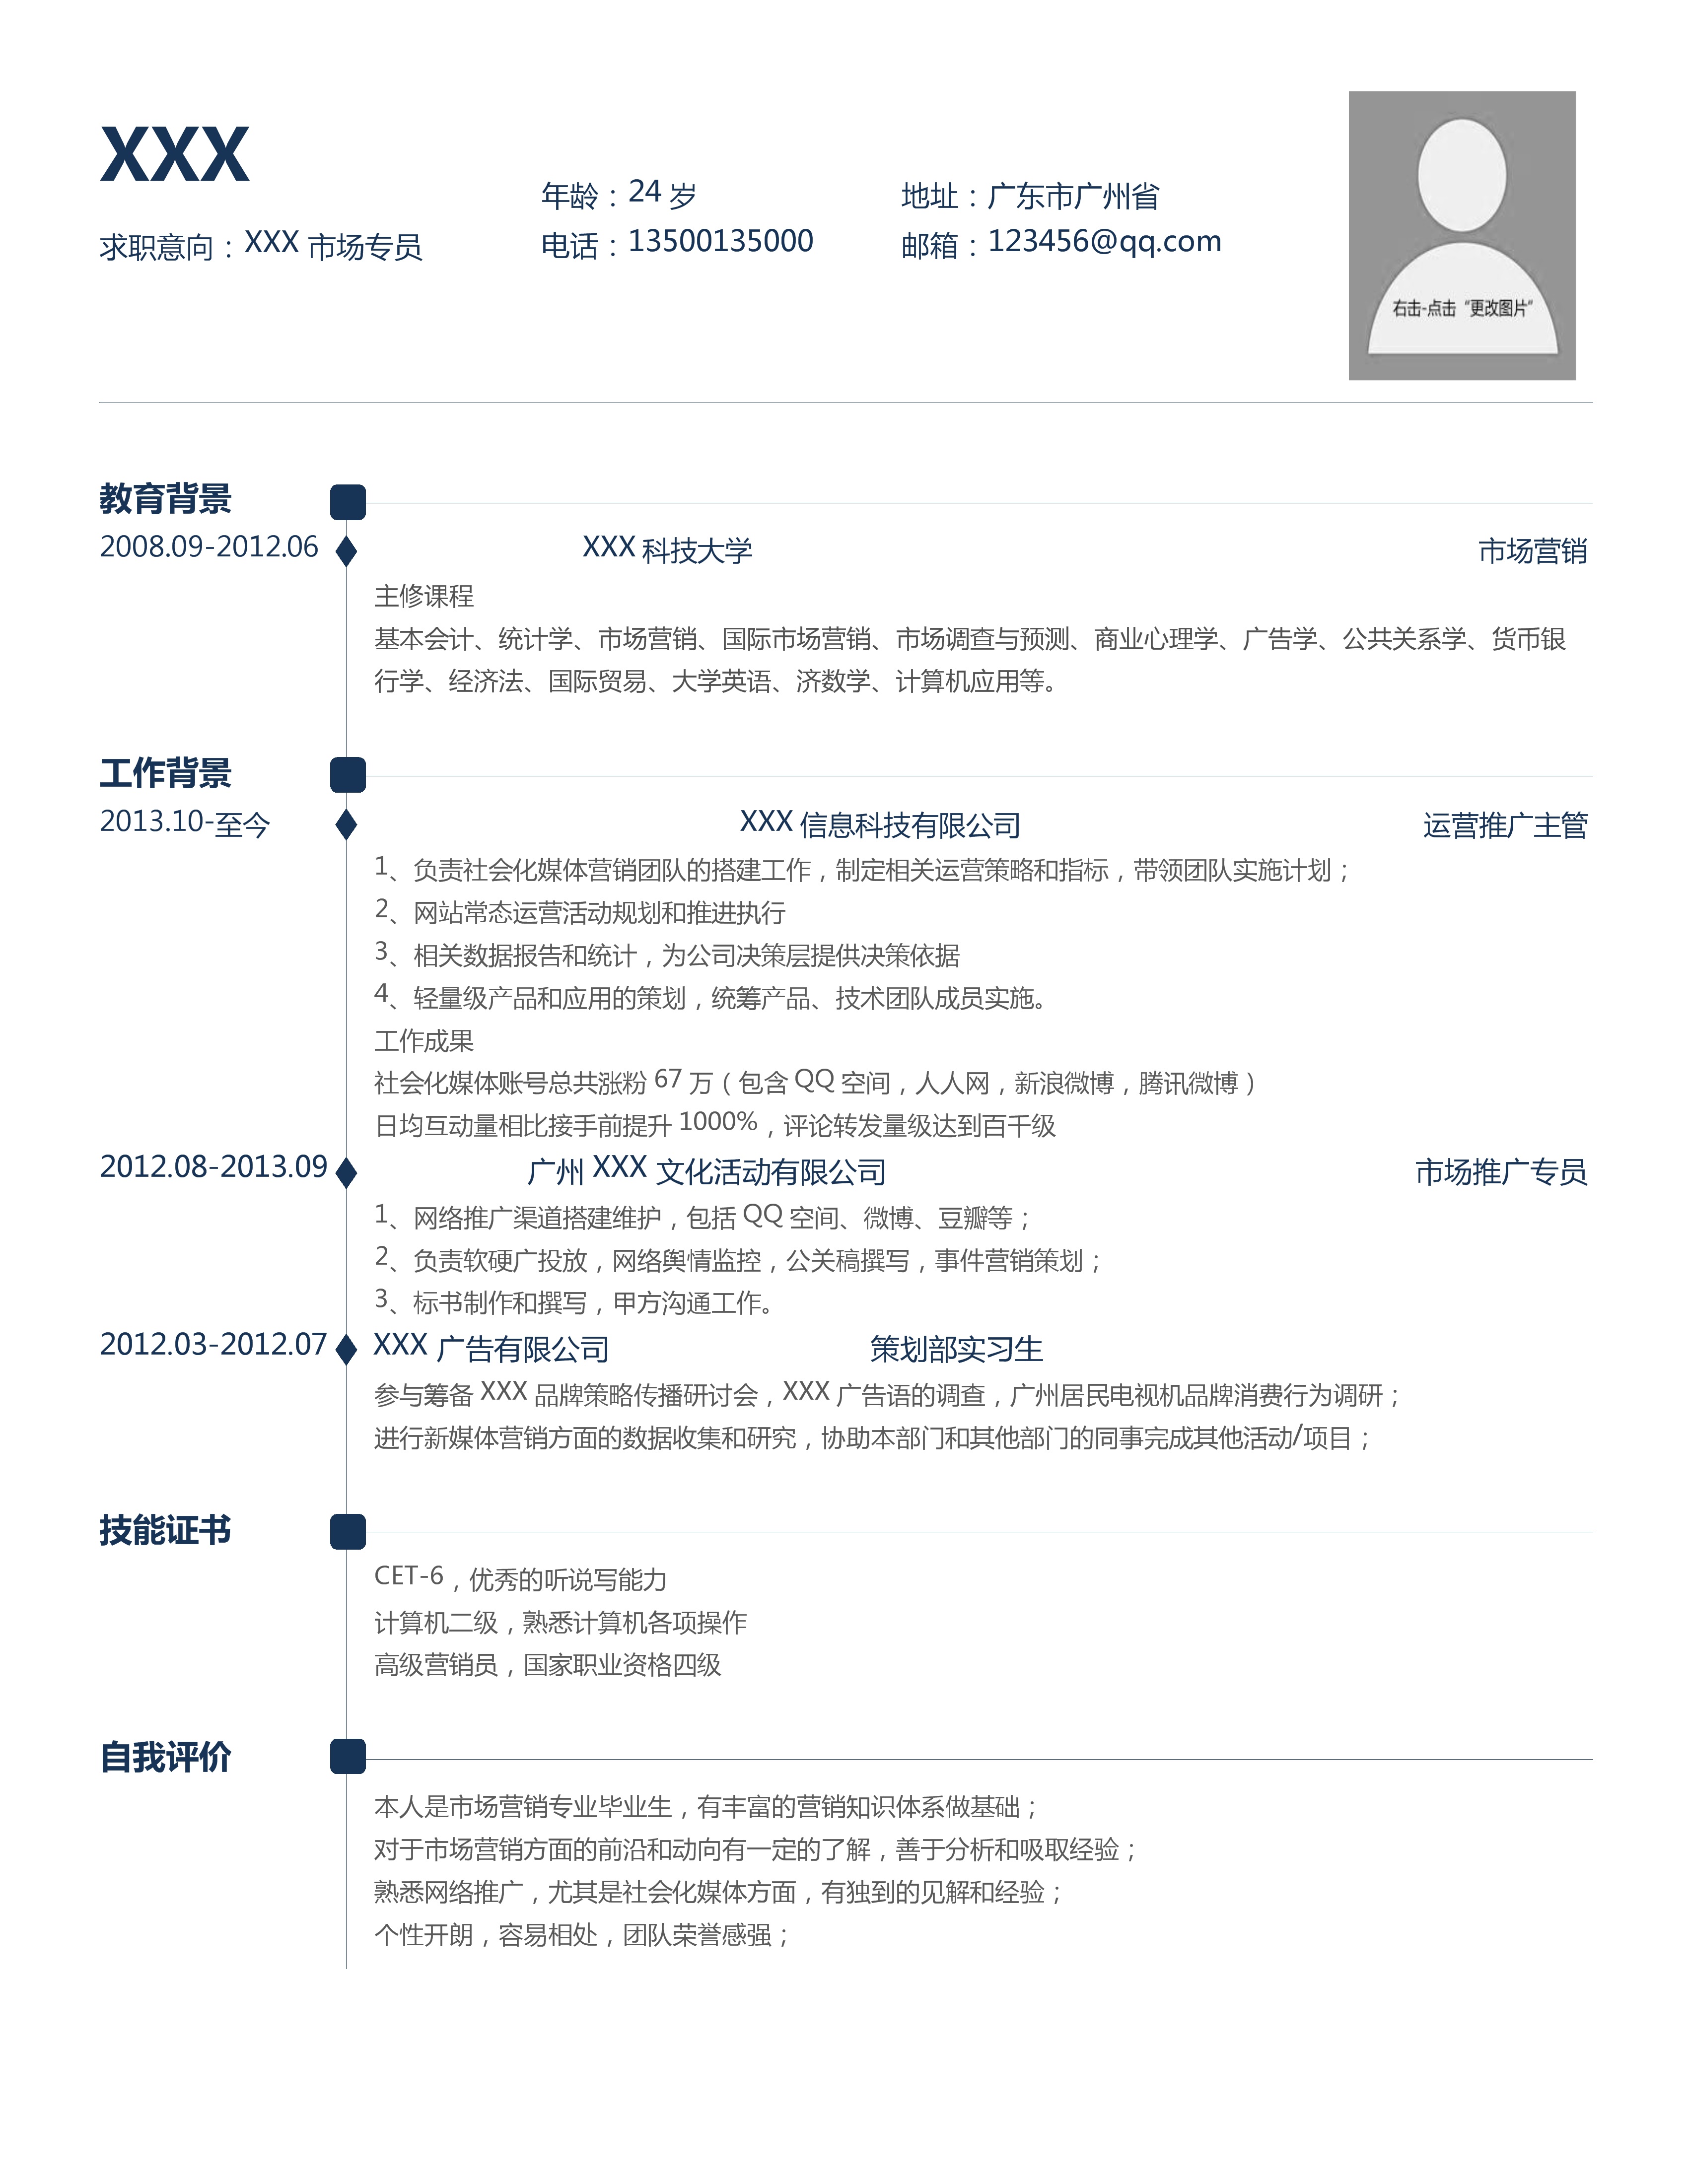 XXX
求职意向：XXX 市场专员
年龄：24 岁
电话：13500135000
地址：广东市广州省
邮箱：123456@qq.com
右击-点击“更改图片”
教育背景
2008.09-2012.06 XXX 科技大学 市场营销
主修课程
基本会计、统计学、市场营销、国际市场营销、市场调查与预测、商业心理学、广告学、公共关系学、货币银
行学、经济法、国际贸易、大学英语、济数学、计算机应用等。
工作背景
2013.10-至今 XXX 信息科技有限公司 运营推广主管
1、负责社会化媒体营销团队的搭建工作，制定相关运营策略和指标，带领团队实施计划；
2、网站常态运营活动规划和推进执行
3、相关数据报告和统计，为公司决策层提供决策依据
4、轻量级产品和应用的策划，统筹产品、技术团队成员实施。
工作成果
社会化媒体账号总共涨粉 67 万（包含 QQ 空间，人人网，新浪微博，腾讯微博）
日均互动量相比接手前提升 1000%，评论转发量级达到百千级
2012.08-2013.09 广州 XXX 文化活动有限公司 市场推广专员
1、网络推广渠道搭建维护，包括 QQ 空间、微博、豆瓣等；
2、负责软硬广投放，网络舆情监控，公关稿撰写，事件营销策划；
3、标书制作和撰写，甲方沟通工作。
2012.03-2012.07 XXX 广告有限公司 策划部实习生
参与筹备 XXX 品牌策略传播研讨会，XXX 广告语的调查，广州居民电视机品牌消费行为调研；
进行新媒体营销方面的数据收集和研究，协助本部门和其他部门的同事完成其他活动/项目；
技能证书
CET-6，优秀的听说写能力
计算机二级，熟悉计算机各项操作
高级营销员，国家职业资格四级
自我评价
本人是市场营销专业毕业生，有丰富的营销知识体系做基础；
对于市场营销方面的前沿和动向有一定的了解，善于分析和吸取经验；
熟悉网络推广，尤其是社会化媒体方面，有独到的见解和经验；
个性开朗，容易相处，团队荣誉感强；